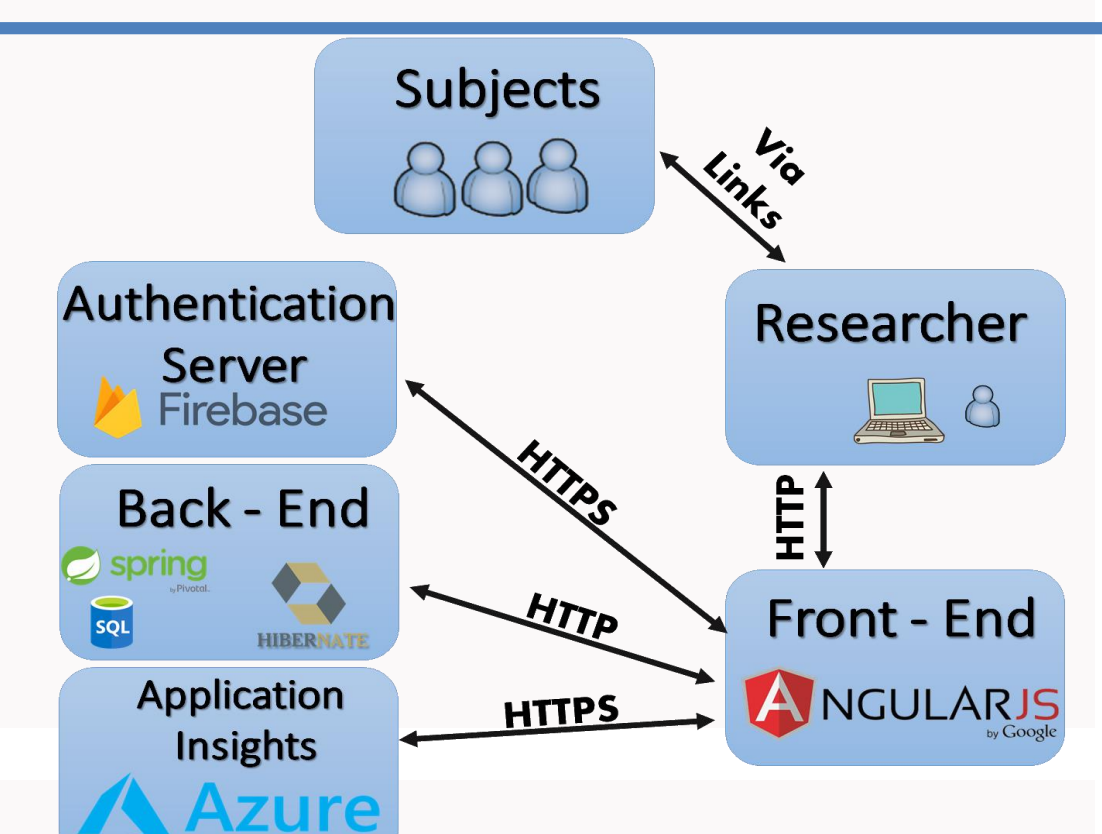 Subjects
Via
Links
Authentication
Server
Firebase
Researcher
HTTPS
HTTP
Back - End
spring
by Pivotal.
SQL
HIBERNATE
HTTP
Front - End
ANGULARJS
by Google
Application
Insights
HTTPS
Azure